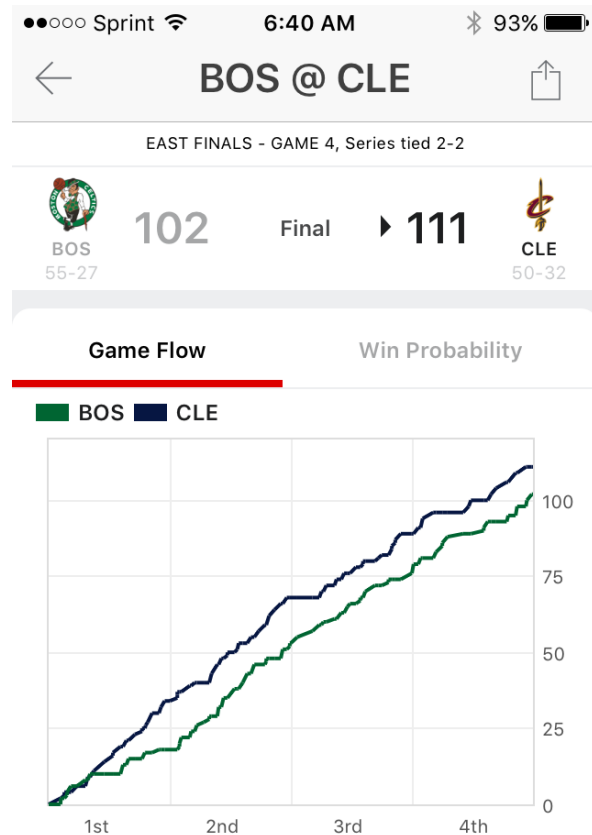 ●●○○○ Sprint 6:40 AM 93%
BOS @ CLE
EAST FINALS - GAME 4, Series tied 2-2
102 Final 111
BOS CLE
55-27 50-32
Game Flow Win Probability
BOS CLE
100
75
50
25
0
1st 2nd 3rd 4th